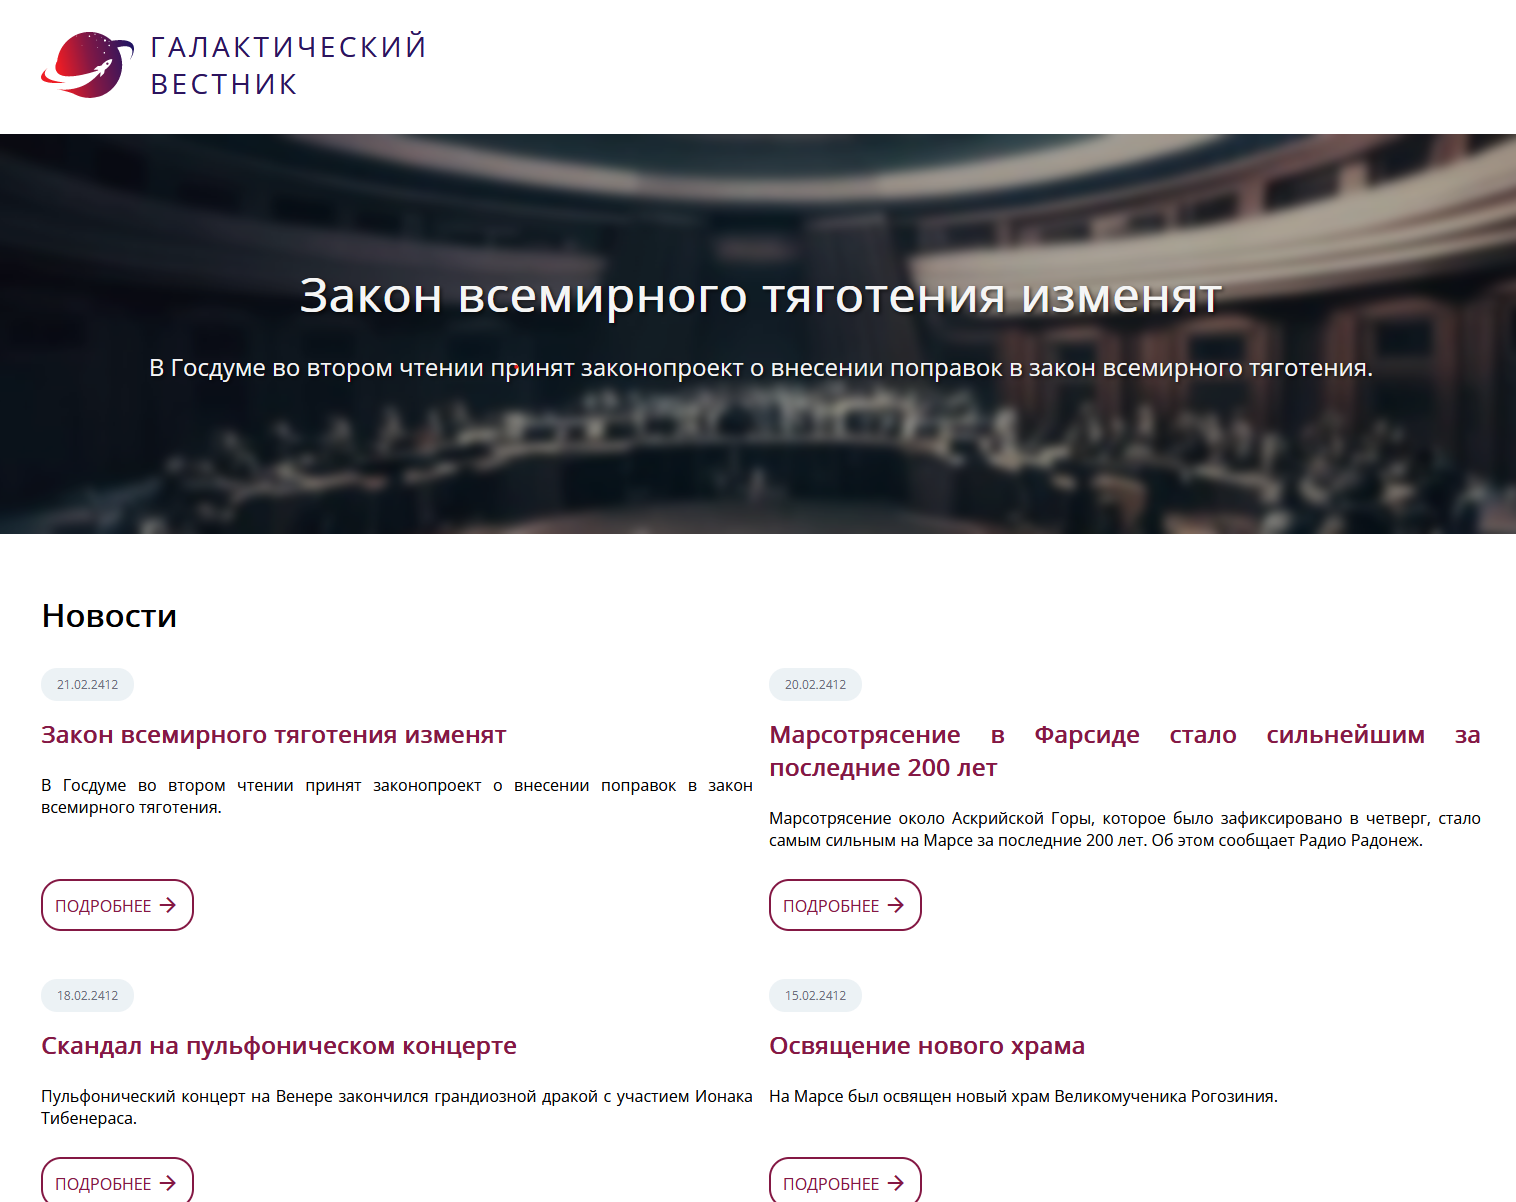 ГАЛАКТИЧЕСКИЙ
ВЕСТНИК
Закон всемирного тяготения изменят
В Госдуме во втором чтении принят законопроект о внесении поправок в закон всемирного тяготения.
Новости
21.02.2412
Закон всемирного тяготения изменят
В Госдуме во втором чтении принят законопроект о внесении поправок в закон
всемирного тяготения.
ПОДРОБНЕЕ
20.02.2412
Марсотрясение в Фарсиде стало сильнейшим за
последние 200 лет
Марсотрясение около Аскрийской Горы, которое было зафиксировано в четверг, стало
самым сильным на Марсе за последние 200 лет. Об этом сообщает Радио Радонеж.
ПОДРОБНЕЕ
18.02.2412
Скандал на пульфоническом концерте
Пульфонический концерт на Венере закончился грандиозной дракой с участием Ионака
Тибенераса.
ПОДРОБНЕЕ
15.02.2412
Освящение нового храма
На Марсе был освящен новый храм Великомученика Рогозиния.
ПОДРОБНЕЕ